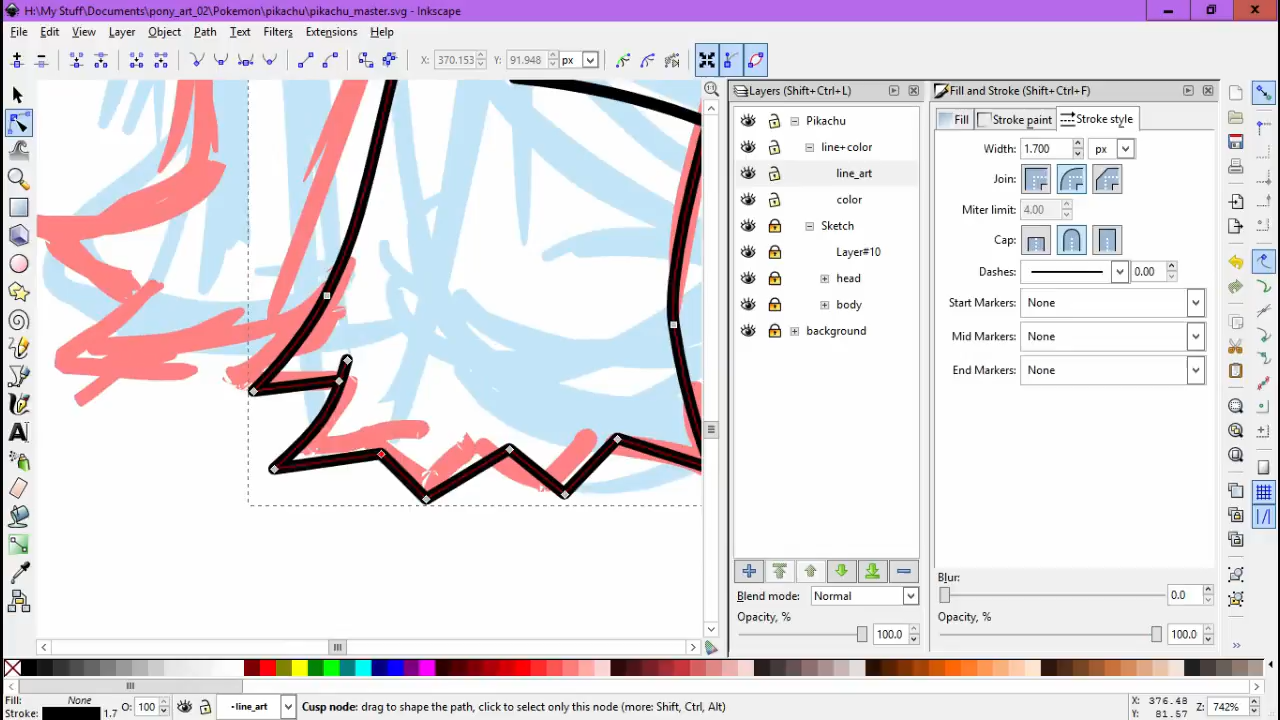 H:\My Stuff\Documents\pony_art_02\Pokemon\pikachu\pikachu_master.svg - Inkscape
File Edit View Layer Object Path Text Filters Extensions Help
X: 370.153 Y: 91.948 px
Layers (Shift+Ctrl+L)
Fill and Stroke (Shift+Ctrl+F)
Pikachu
line+color
line_art
color
Sketch
Layer#10
head
body
background
Blend mode: Normal
Opacity, %
100.0
Fill Stroke paint Stroke style
Width: 1.700 px
Join:
Miter limit: 4.00
Cap:
Dashes: 0.00
Start Markers: None
Mid Markers: None
End Markers: None
Blur:
0.0
Opacity, %
100.0
Fill: None
Stroke: 1.7
O: 100
line_art
Cusp node: drag to shape the path, click to select only this node (more: Shift, Ctrl, Alt)
X: 376.48
Y: 81.57
Z: 742%